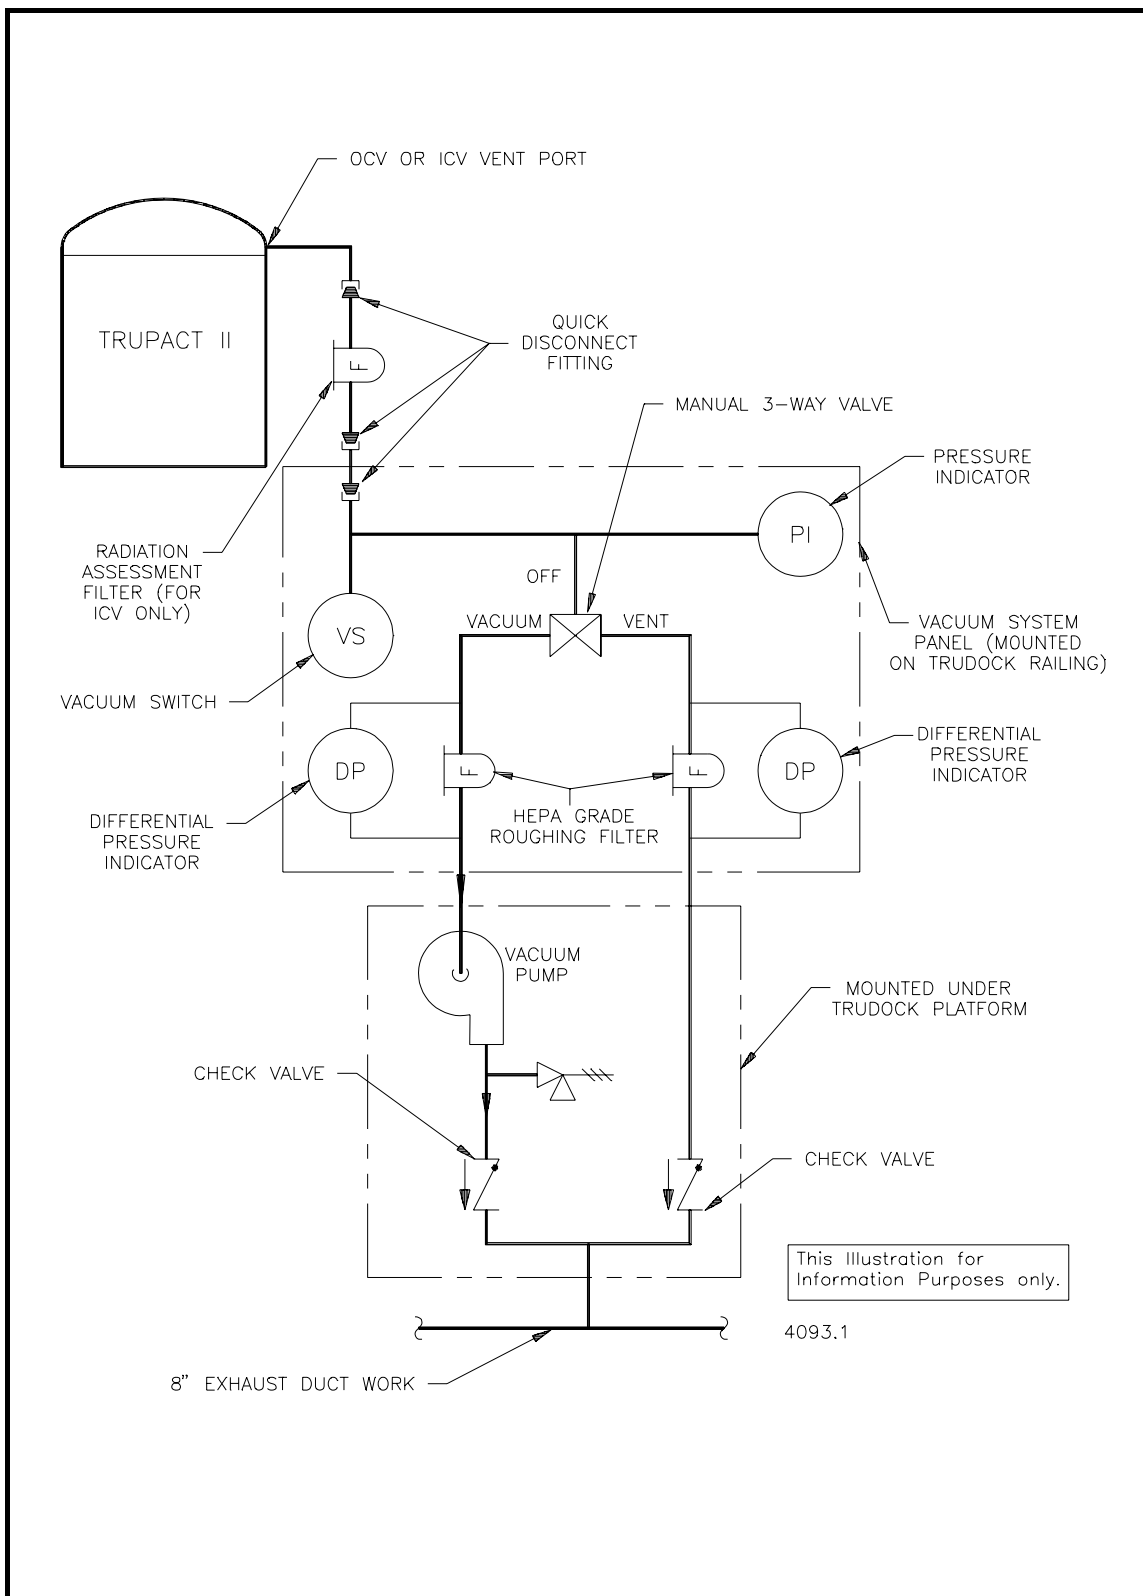 OCV OR ICV VENT PORT
TRUPACT II
QUICK
DISCONNECT
FITTING
F
MANUAL 3-WAY VALVE
PRESSURE
INDICATOR
PI
RADIATION
ASSESSMENT
FILTER (FOR
ICV ONLY)
OFF
VACUUM
VENT
VS
VACUUM SYSTEM
PANEL (MOUNTED
ON TRUDOCK RAILING)
VACUUM SWITCH
DP
F
F
DP
DIFFERENTIAL
PRESSURE
INDICATOR
HEPA GRADE
ROUGHING FILTER
DIFFERENTIAL
PRESSURE
INDICATOR
VACUUM
PUMP
MOUNTED UNDER
TRUDOCK PLATFORM
CHECK VALVE
CHECK VALVE
This Illustration for
Information Purposes only.
4093.1
8" EXHAUST DUCT WORK